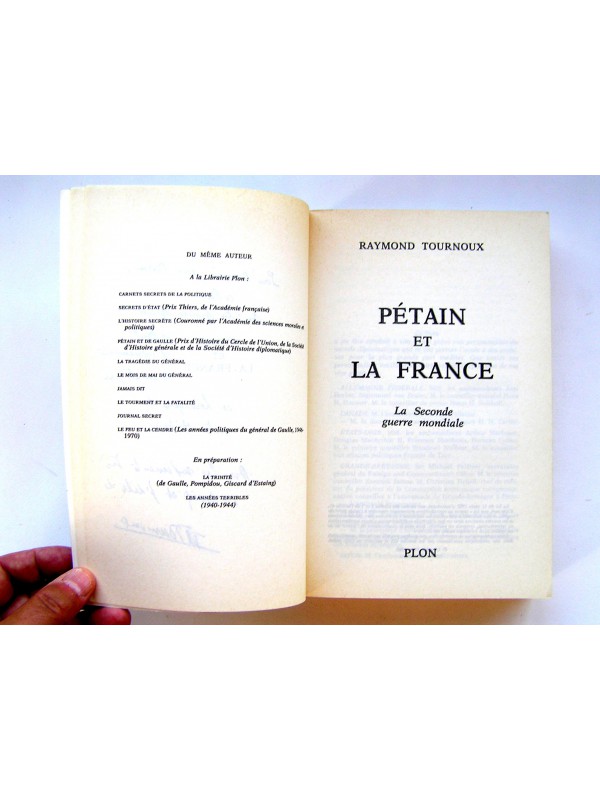 DU MÊME AUTEUR
A la Librairie Plon :
CARNETS SECRETS DE LA POLITIQUE
SECRETS D'ÉTAT (Prix Thiers, de l'Académie française)
L'HISTOIRE SECRÈTE (Couronné par l'Académie des sciences morales et
politiques)
PÉTAIN ET DE GAULLE (Prix d'Histoire du Cercle de l'Union, de la Société
d'Histoire générale et de la Société d'Histoire diplomatique)
LA TRAGÉDIE DU GÉNÉRAL
LE MOIS DE MAI DU GÉNÉRAL
JAMAIS DIT
LE TOURMENT ET LA FATALITÉ
JOURNAL SECRET
LE FEU ET LA CENDRE (Les années politiques du général de Gaulle, 1946-
1970)
En préparation :
LA TRINITÉ
(de Gaulle, Pompidou, Giscard d'Estaing)
LES ANNÉES TERRIBLES
(1940-1944)
RAYMOND TOURNOUX
PÉTAIN
ET
LA FRANCE
La Seconde
guerre mondiale
PLON